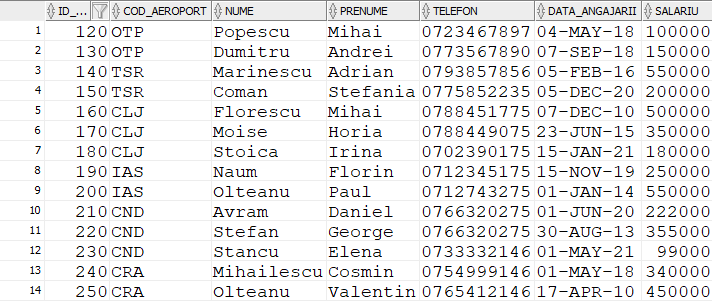 ID_... COD_AEROPORT NUME PRENUME TELEFON DATA_ANGAJARII SALARIU
1 120 OTP Popescu Mihai 0723467897 04-MAY-18 100000
2 130 OTP Dumitru Andrei 0773567890 07-SEP-18 150000
3 140 TSR Marinescu Adrian 0793857856 05-FEB-16 550000
4 150 TSR Coman Stefania 0775852235 05-DEC-20 200000
5 160 CLJ Florescu Mihai 0788451775 07-DEC-10 500000
6 170 CLJ Moise Horia 0788449075 23-JUN-15 350000
7 180 CLJ Stoica Irina 0702390175 15-JAN-21 180000
8 190 IAS Naum Florin 0712345175 15-NOV-19 250000
9 200 IAS Olteanu Paul 0712743275 01-JAN-14 550000
10 210 CND Avram Daniel 0766320275 01-JUN-20 222000
11 220 CND Stefan George 0766320275 30-AUG-13 355000
12 230 CND Stancu Elena 0733332146 01-MAY-21 99000
13 240 CRA Mihailescu Cosmin 0754999146 01-MAY-18 340000
14 250 CRA Olteanu Valentin 0765412146 17-APR-10 450000